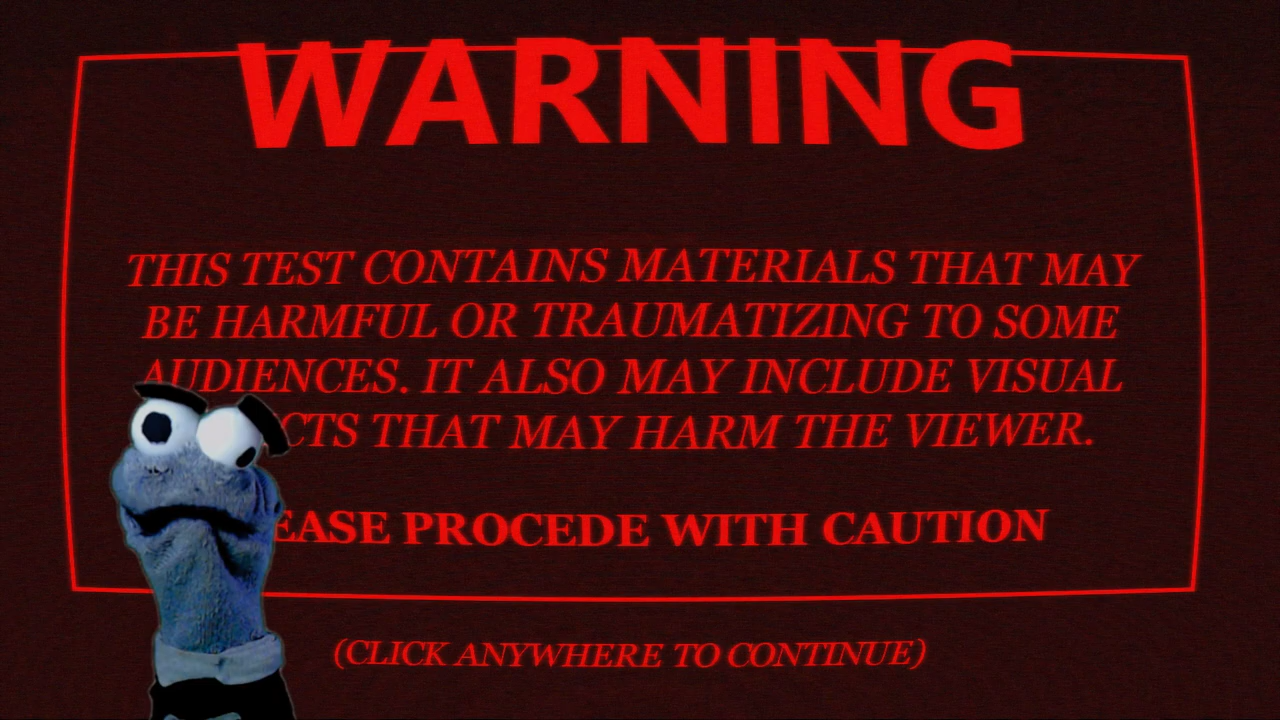 WARNING
THIS TEST CONTAINS MATERIALS THAT MAY
BE HARMFUL OR TRAUMATIZING TO SOME
AUDIENCES. IT ALSO MAY INCLUDE VISUAL
THAT MAY HARM THE VIEWER.
PROCEDE WITH CAUTION
(CLICK ANYWHERE TO CONTINUE)